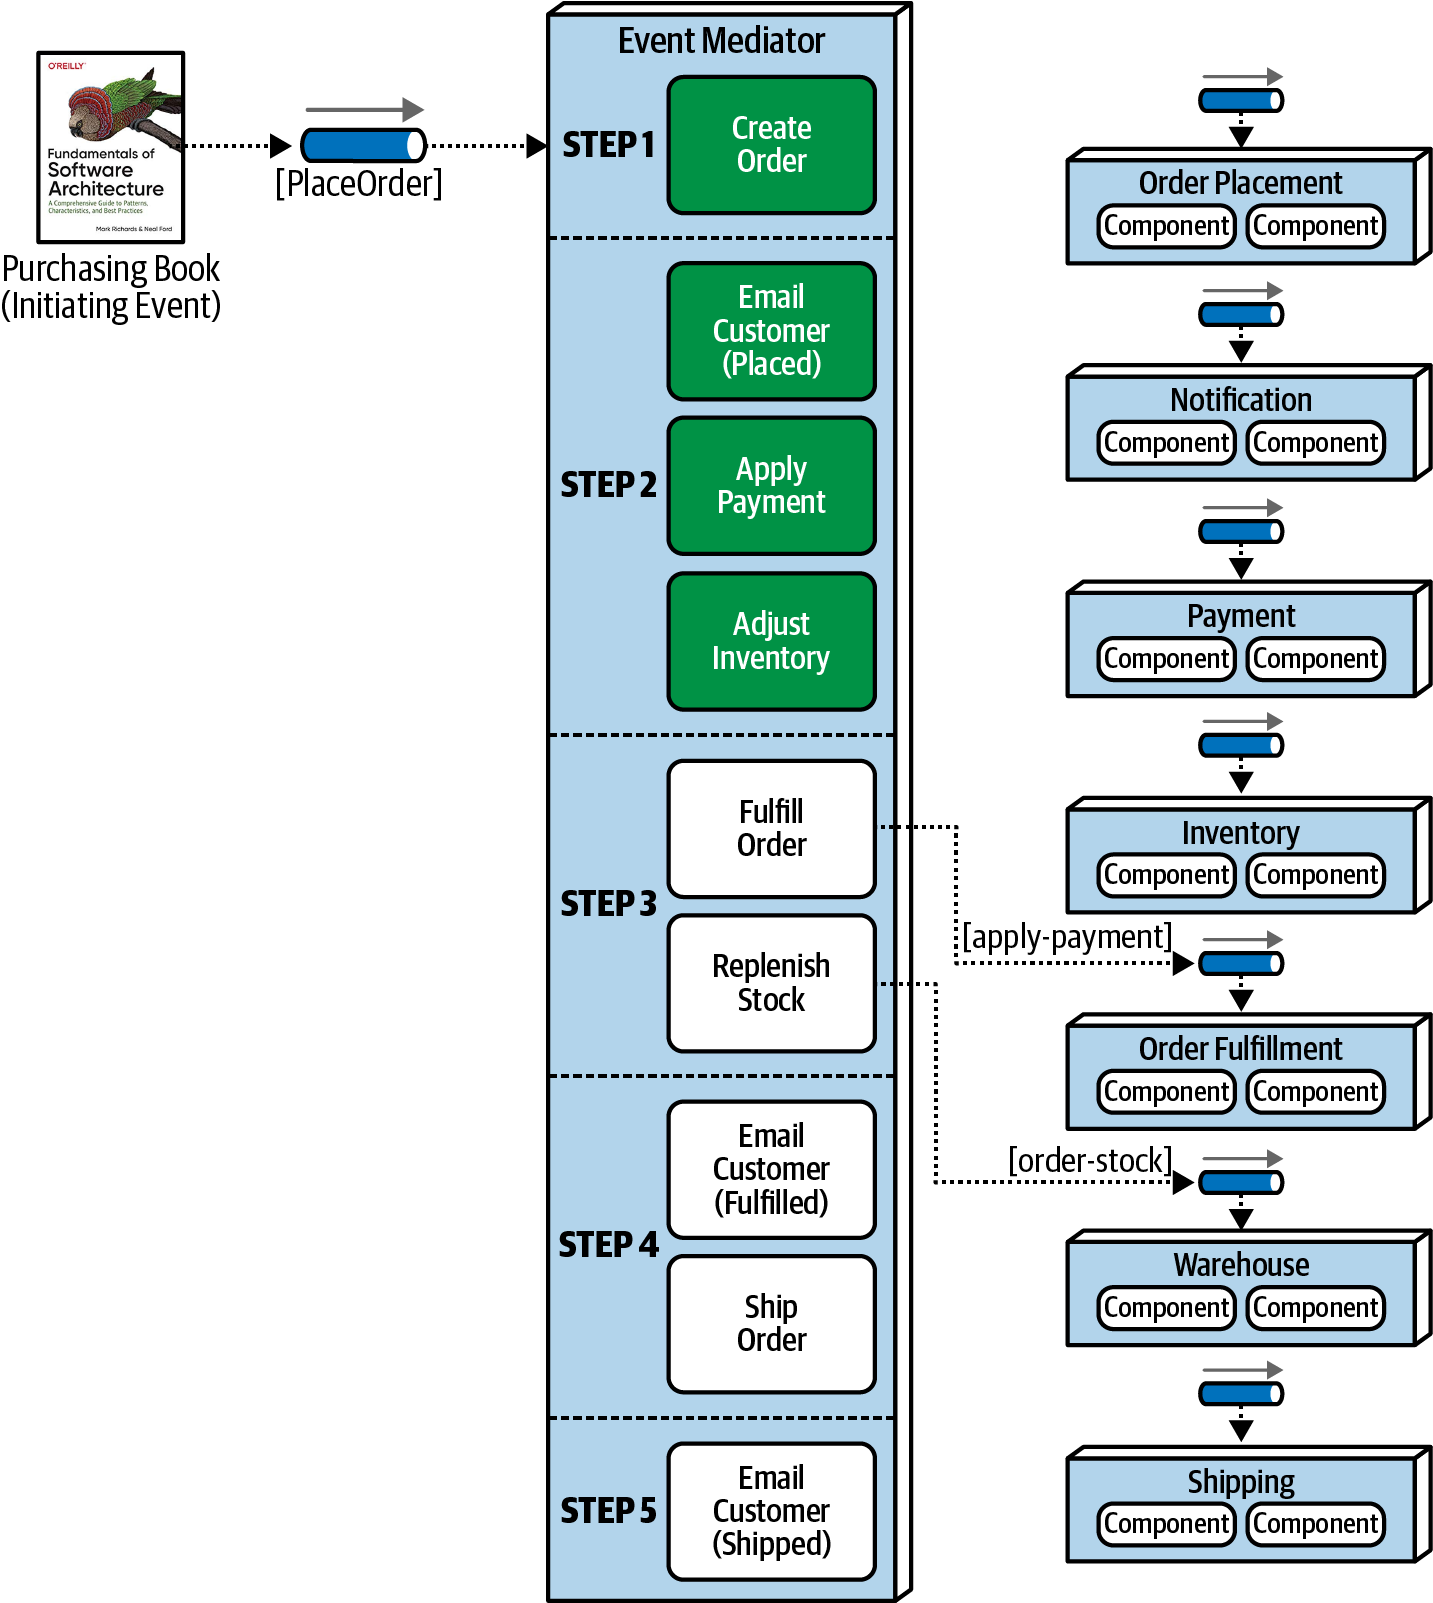 O'REILLY
Fundamentals of
Software
Architecture
A Comprehensive Guide to Patterns,
Characteristics, and Best Practices
Mark Richards & Neal Ford
Purchasing Book
(Initiating Event)
[PlaceOrder]
Event Mediator
STEP 1
Create
Order
STEP 2
Email
Customer
(Placed)
Apply
Payment
Adjust
Inventory
STEP 3
Fulfill
Order
Replenish
Stock
STEP 4
Email
Customer
(Fulfilled)
Ship
Order
STEP 5
Email
Customer
(Shipped)
[apply-payment]
[order-stock]
Order Placement
Component Component
Notification
Component Component
Payment
Component Component
Inventory
Component Component
Order Fulfillment
Component Component
Warehouse
Component Component
Shipping
Component Component